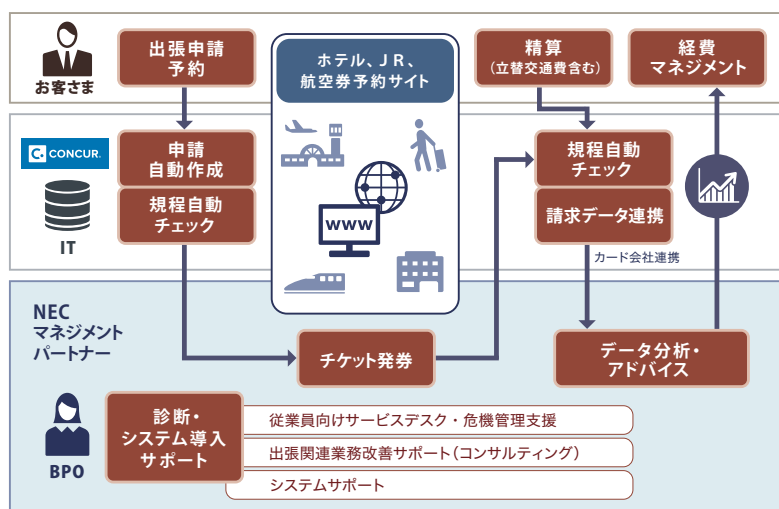 お客さま
出張申請
予約
ホテル、JR、
航空券予約サイト
精算
(立替交通費含む)
経費
マネジメント
C. CONCUR.
IT
申請
自動作成
規程自動
チェック
www
規程自動
チェック
請求データ連携
カード会社連携
NEC
マネジメント
パートナー
チケット発券
データ分析・
アドバイス
BPO
診断・
システム導入
サポート
従業員向けサービスデスク・危機管理支援
出張関連業務改善サポート(コンサルティング)
システムサポート